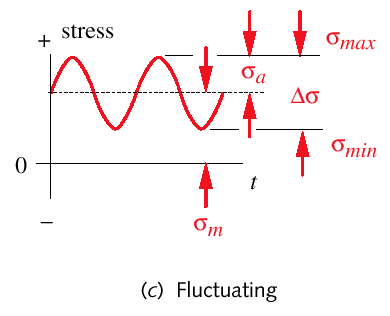 + stress
σmax
σa
Δσ
0
σmin
t
−
σm
(c) Fluctuating